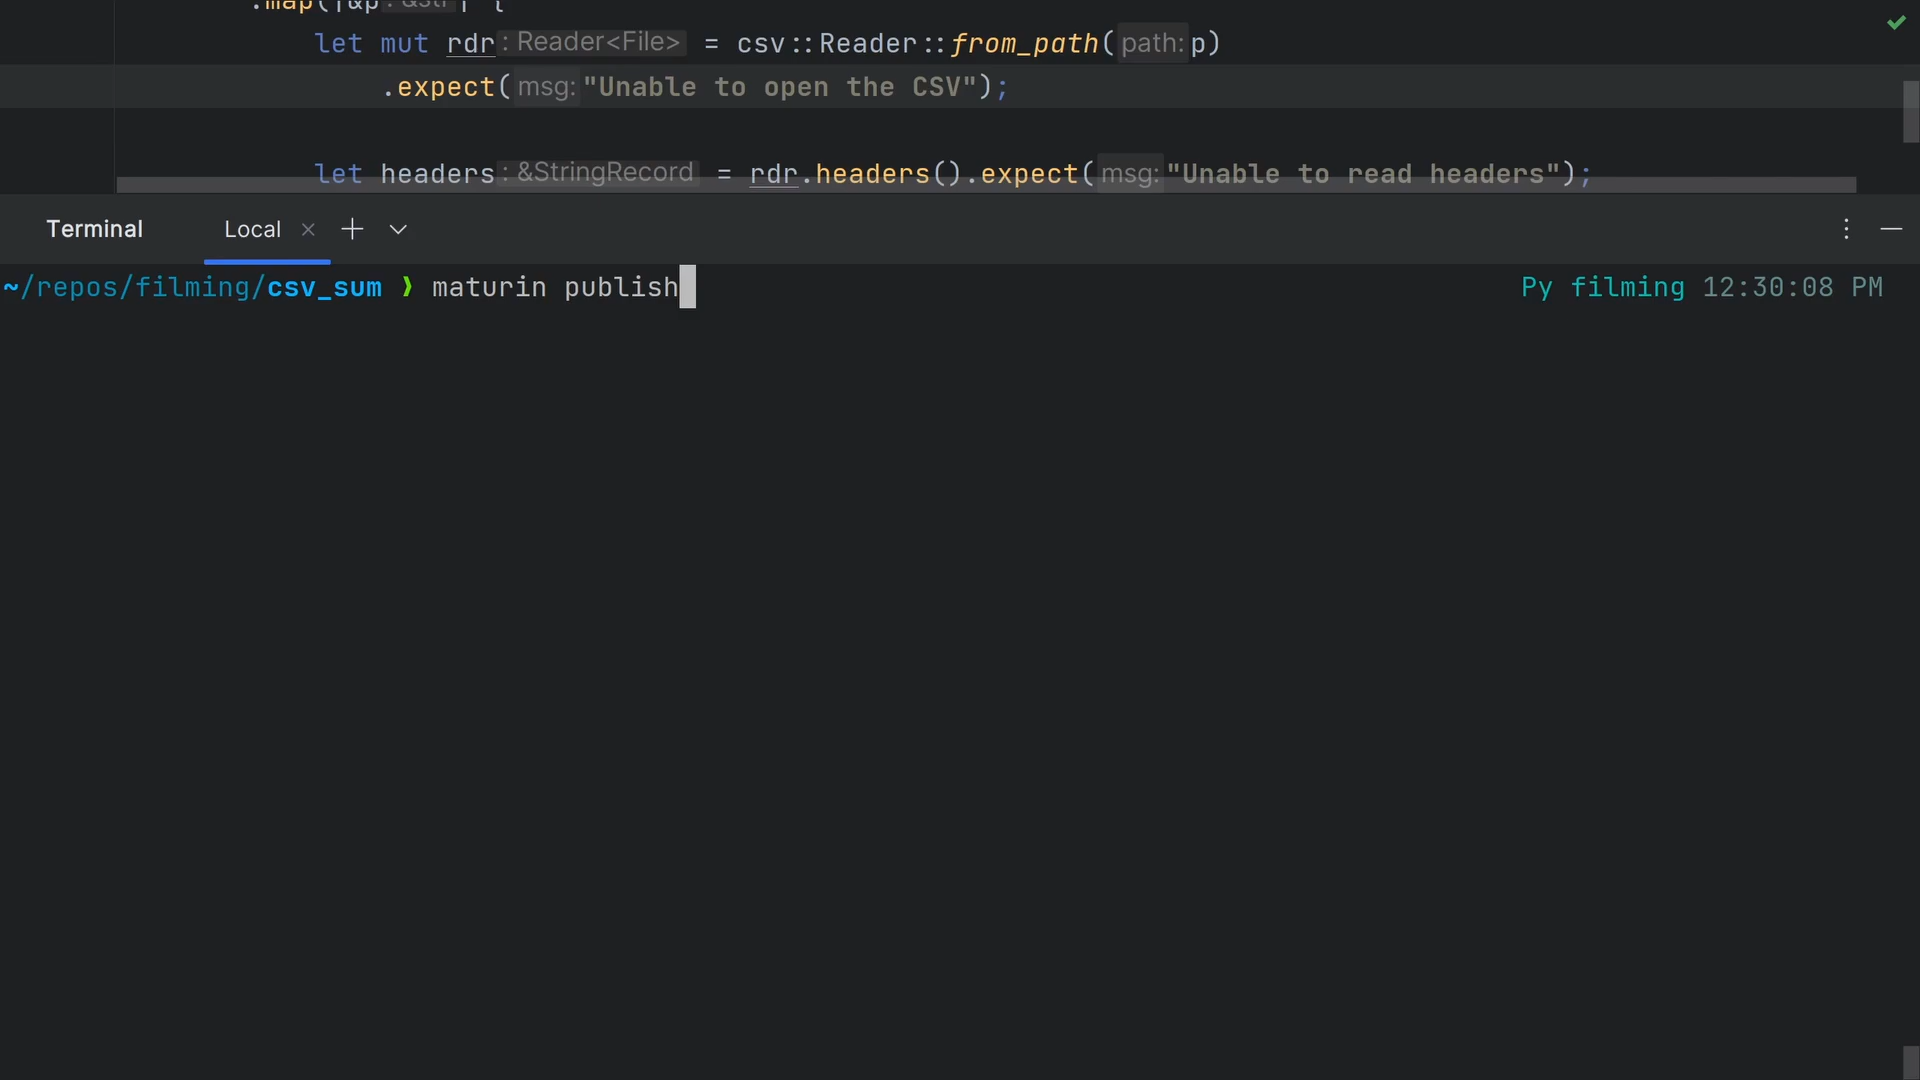 .map(|&p: &str| {
let mut rdr: Reader<File> = csv::Reader::from_path(path: p)
.expect(msg: "Unable to open the CSV");
let headers: &StringRecord = rdr.headers().expect(msg: "Unable to read headers");
Terminal Local
~/repos/filming/csv_sum ❯ maturin publish Py filming 12:30:08 PM